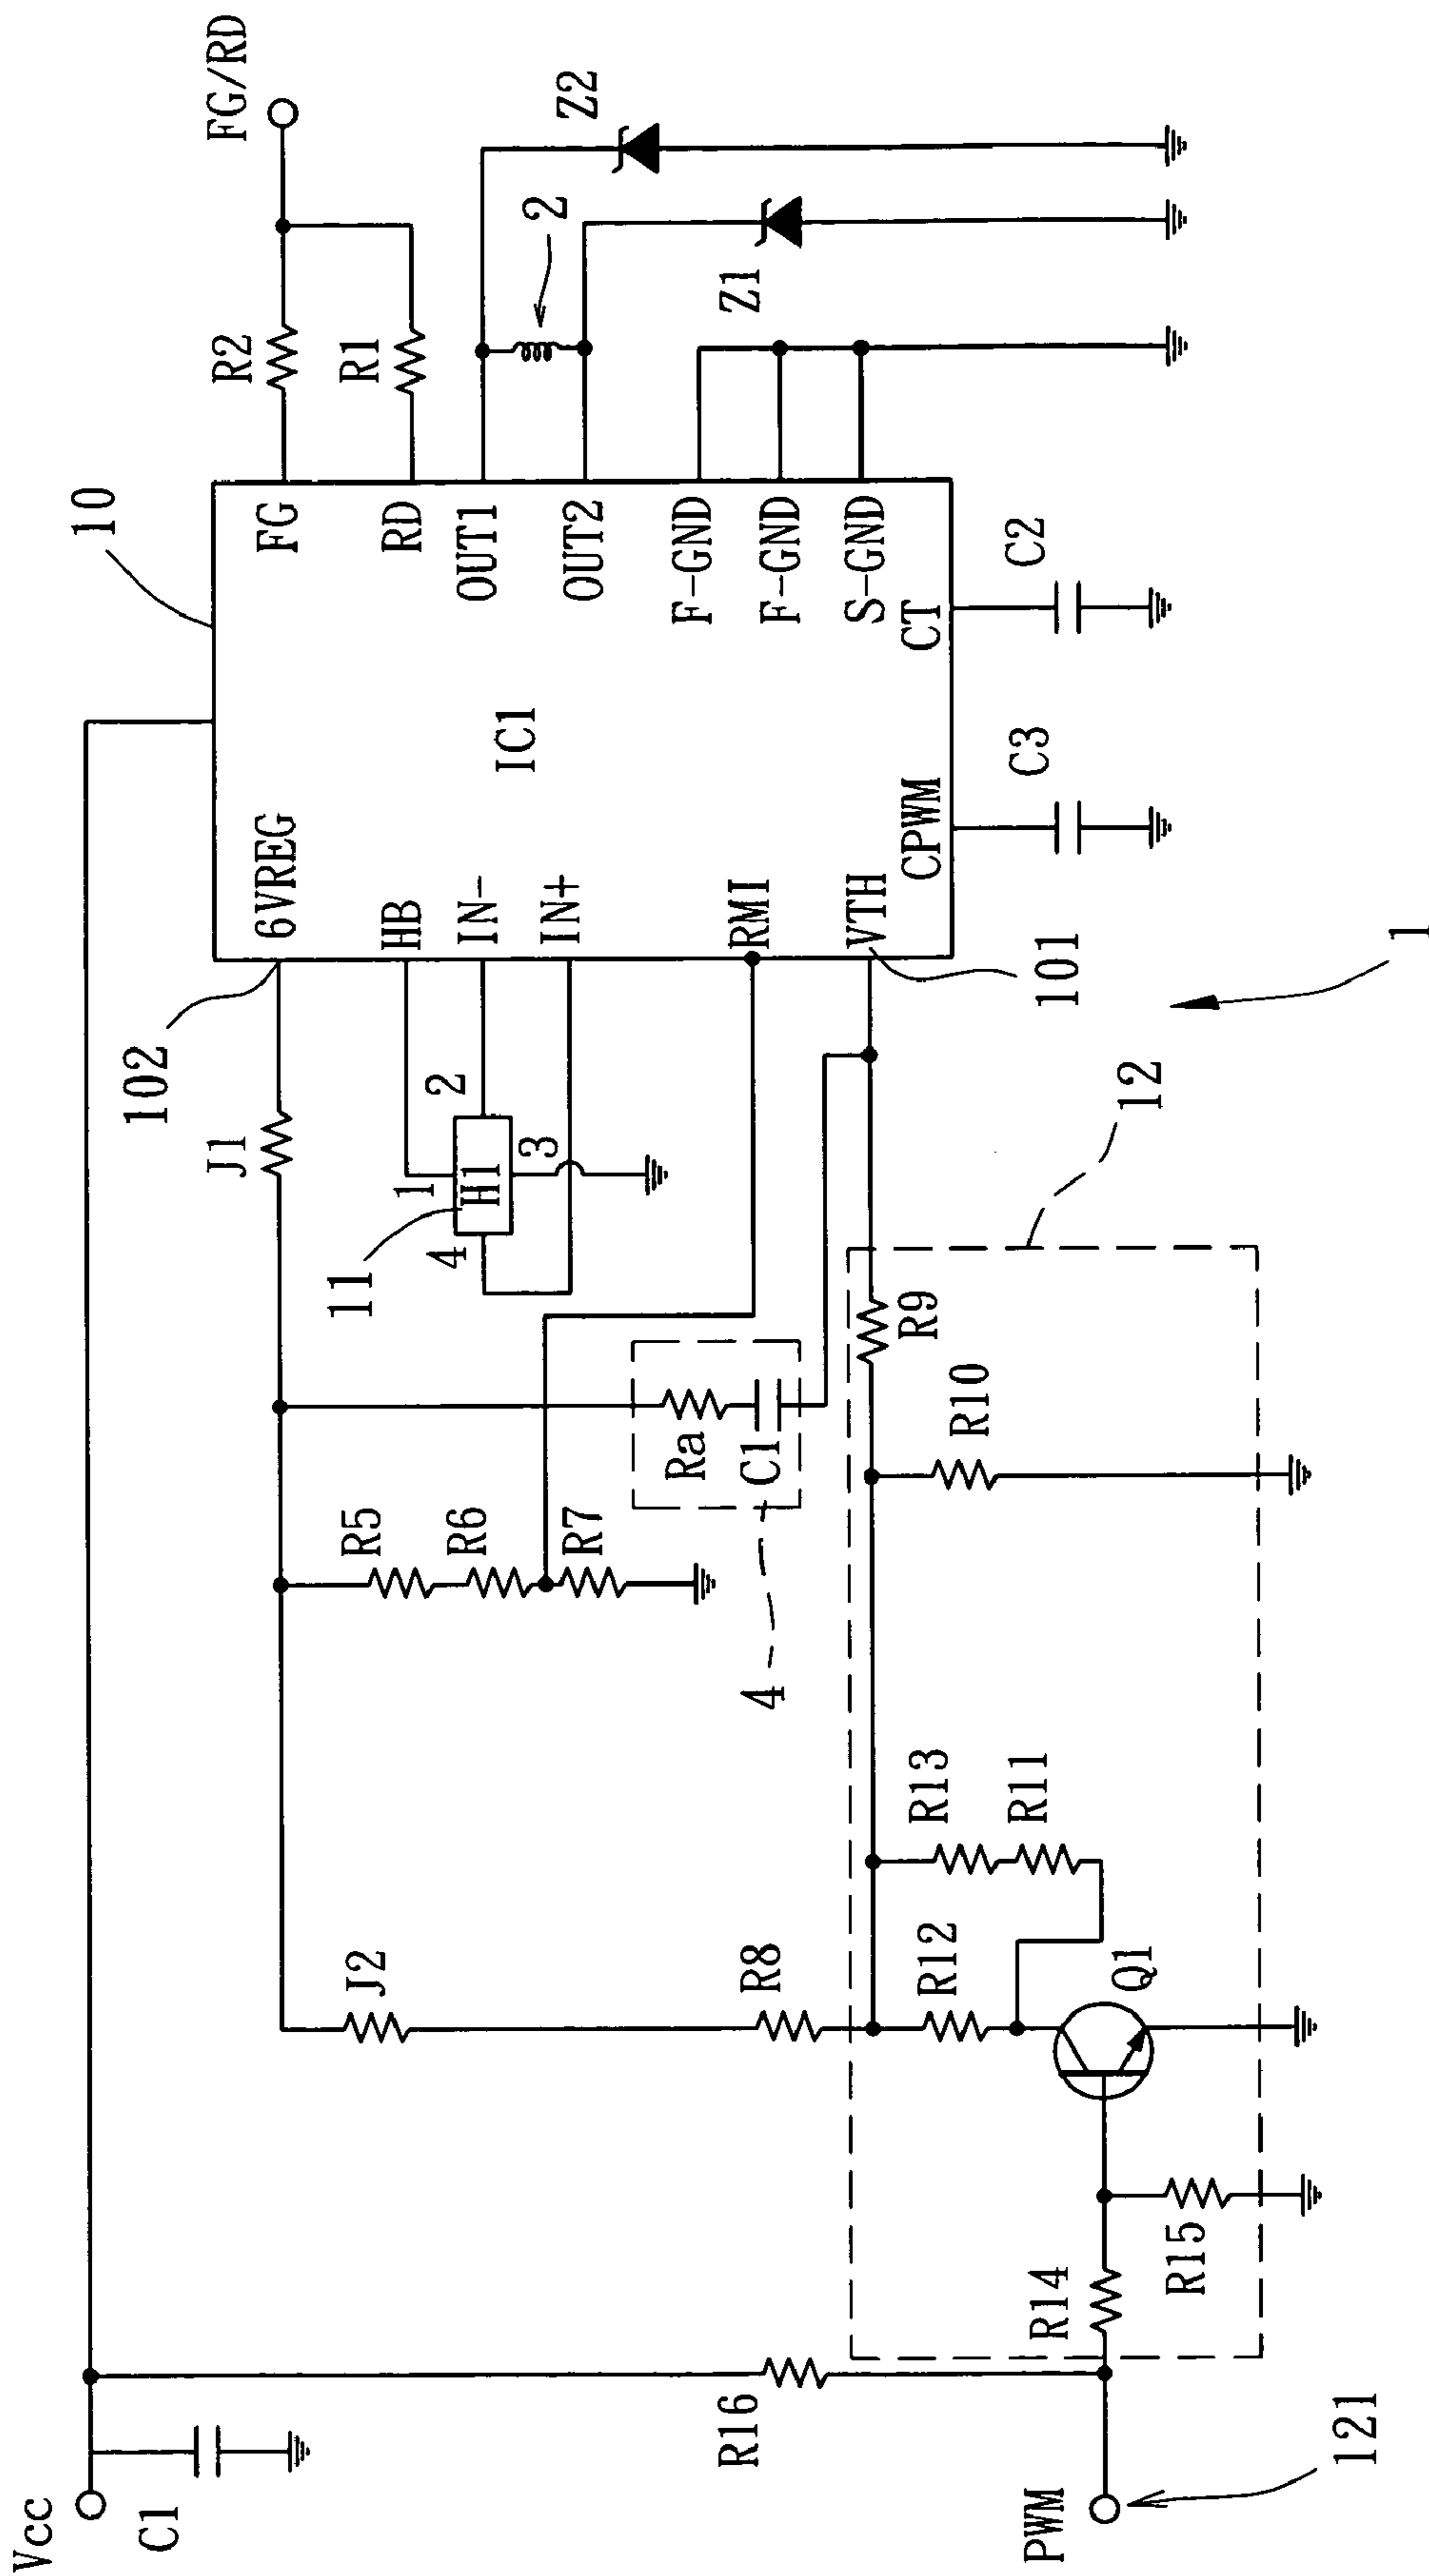 Vcc
C1
R16
PWM
121
R14
R15
Q1
R12
R13
R11
R10
R9
12
J2
R8
R5
R6
R7
4
Ra
C1
J1
102
11
H1
1
2
3
4
10
6VREG
HB
IN-
IN+
RMI
VTH
101
CPWM
CT
IC1
FG
RD
OUT1
OUT2
F-GND
F-GND
S-GND
C3
C2
R2
R1
FG/RD
2
Z1
Z2
1